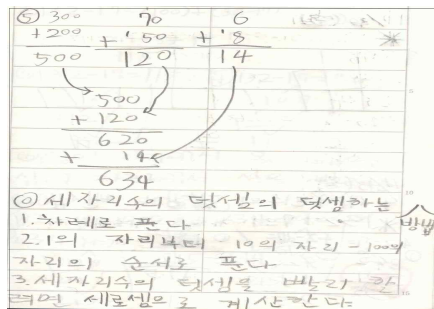 ⑤ 300 70 6
+200 + 50 + 8
500 120 14
500
+ 120
620
+ 14
634
◎ 세자리수의 덧셈의 덧셈하는 방법
1. 차례로 푼다
2. 1의 자리부터 - 10의 자리 - 100의
자리의 순서로 푼다
3. 세자리수의 덧셈을 빨리 할
려면 세로셈으로 계산한다.